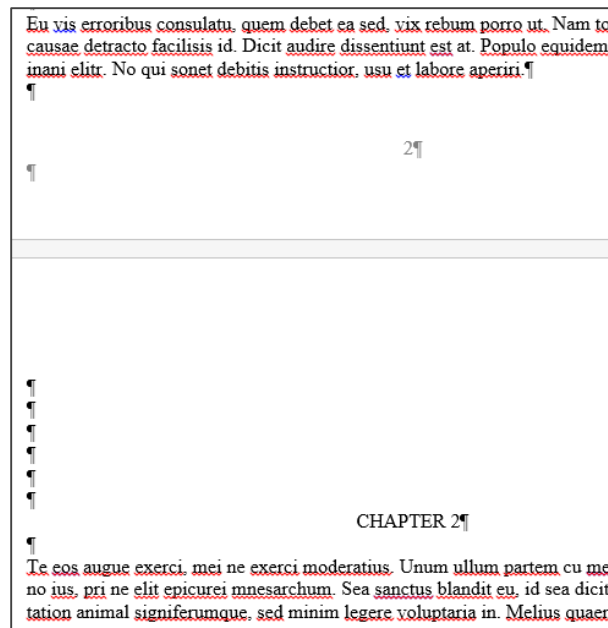 Eu vis erroribus consulatu, quem debet ea sed, vix rebum porro ut. Nam
causae detracto facilisis id. Dicit audire dissentiunt est at. Populo equidem
inani elitr. No qui sonet debitis instructior, usu et labore aperiri.¶
¶
2¶
¶
¶
¶
¶
¶
¶
¶
CHAPTER 2¶
¶
Te eos augue exerci, mei ne exerci moderatius. Unum ullum partem cu
no ius, pri ne elit epicurei mnesarchum. Sea sanctus blandit eu, id sea dicit
tation animal signiferumque, sed minim legere voluptaria in. Melius